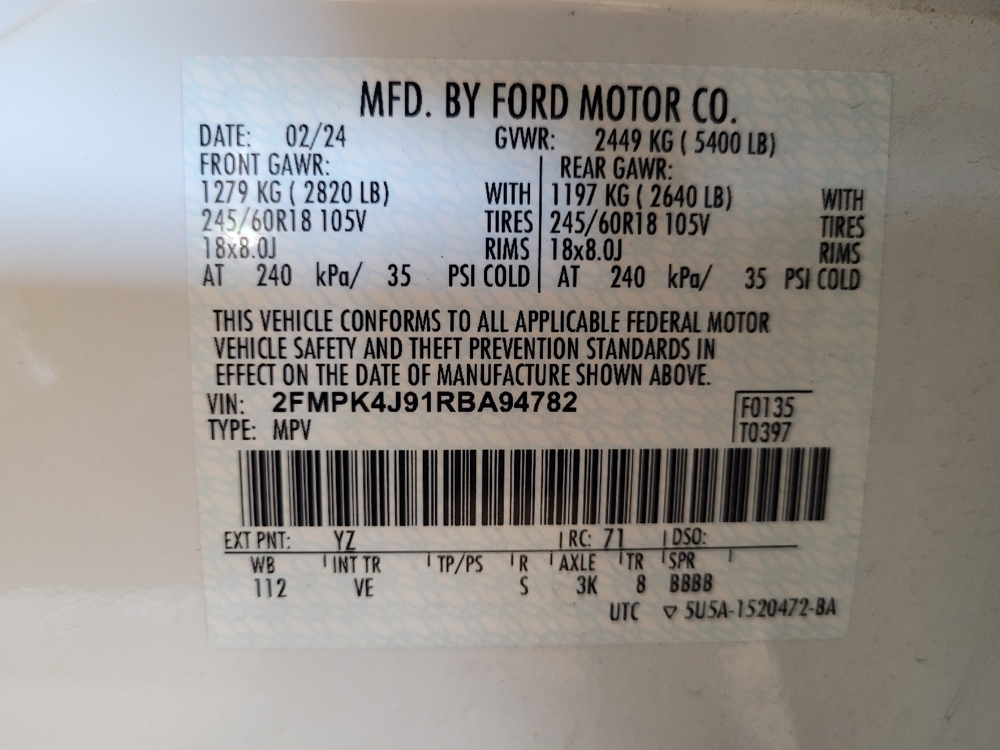 MFD. BY FORD MOTOR CO.
DATE: 02/24 GVWR: 2449 KG ( 5400 LB)
FRONT GAWR: REAR GAWR:
1279 KG ( 2820 LB) WITH 1197 KG ( 2640 LB) WITH
245/60R18 105V TIRES 245/60R18 105V TIRES
18x8.0J RIMS 18x8.0J RIMS
AT 240 kPa/ 35 PSI COLD AT 240 kPa/ 35 PSI COLD
THIS VEHICLE CONFORMS TO ALL APPLICABLE FEDERAL MOTOR
VEHICLE SAFETY AND THEFT PREVENTION STANDARDS IN
EFFECT ON THE DATE OF MANUFACTURE SHOWN ABOVE.
VIN: 2FMPK4J91RBA94782 F0135
TYPE: MPV T0397
EXT PNT: YZ RC: 71 DSO:
WB INT TR TP/PS R AXLE TR SPR
112 VE S 3K 8 BBBB
UTC ▽ 5U5A-1520472-BA